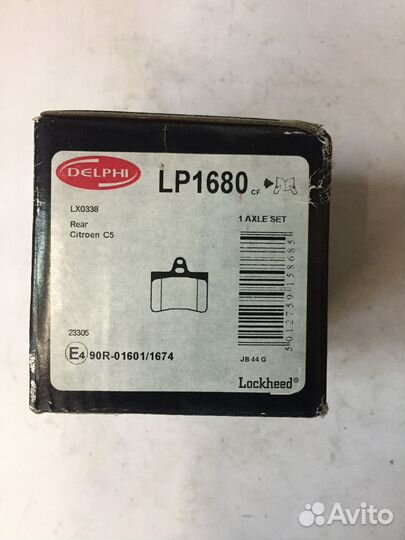 DELPHI
LP1680 CF
LX0338
1 AXLE SET
Rear
Citroen C5
5012759158685
23305
E4 90R-01601/1674
JB 44 G
Lockheed®
Avito